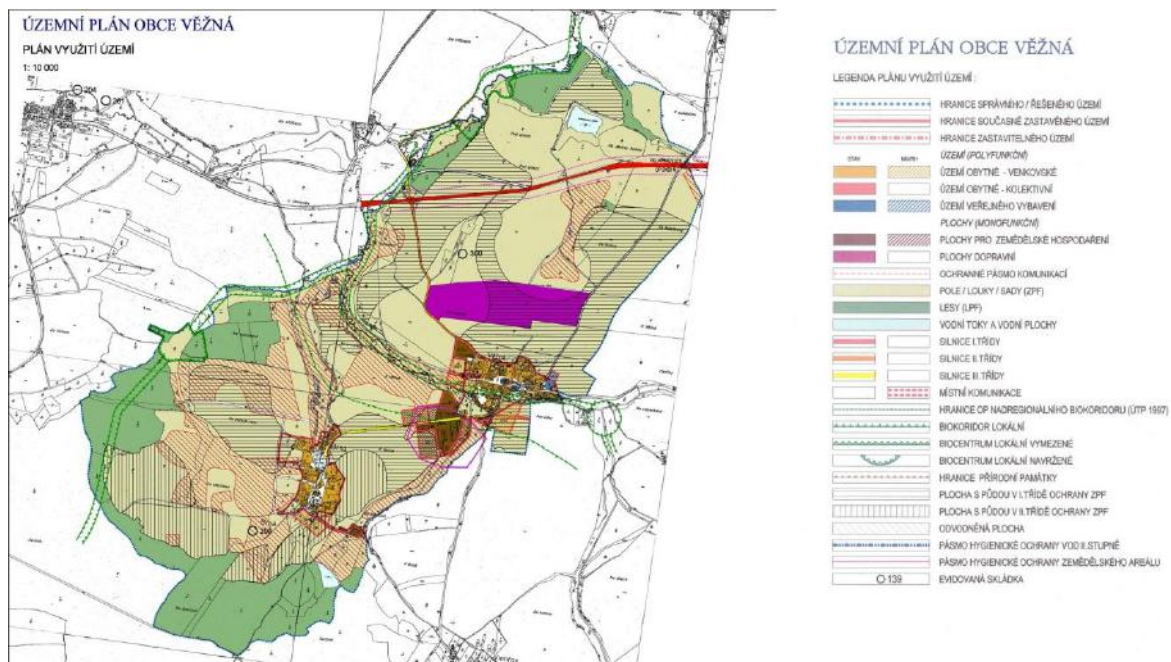 ÚZEMNÍ PLÁN OBCE VĚŽNÁ
PLÁN VYUŽITÍ ÚZEMÍ
1: 10 000
204
201
300
ÚZEMNÍ PLÁN OBCE VĚŽNÁ
LEGENDA PLÁNU VYUŽITÍ ÚZEMÍ :
HRANICE SPRÁVNÍHO / ŘEŠENÉHO ÚZEMÍ
HRANICE SOUČASNĚ ZASTAVĚNÉHO ÚZEMÍ
HRANICE ZASTAVITELNÉHO ÚZEMÍ
STAV NÁVRH ÚZEMÍ (POLYFUNKČNÍ)
ÚZEMÍ OBYTNÉ - VENKOVSKÉ
ÚZEMÍ OBYTNÉ - KOLEKTIVNÍ
ÚZEMÍ VEŘEJNÉHO VYBAVENÍ
PLOCHY (MONOFUNKČNÍ)
PLOCHY PRO ZEMĚDĚLSKÉ HOSPODAŘENÍ
PLOCHY DOPRAVNÍ
OCHRANNÉ PÁSMO KOMUNIKACÍ
POLE / LOUKY / SADY (ZPF)
LESY (LPF)
VODNÍ TOKY A VODNÍ PLOCHY
SILNICE I.TŘÍDY
SILNICE II.TŘÍDY
SILNICE III.TŘÍDY
MÍSTNÍ KOMUNIKACE
HRANICE OP NADREGIONÁLNÍHO BIOKORIDORU (ÚTP 1997)
BIOKORIDOR LOKÁLNÍ
BIOCENTRUM LOKÁLNÍ VYMEZENÉ
BIOCENTRUM LOKÁLNÍ NAVRŽENÉ
HRANICE PŘÍRODNÍ PAMÁTKY
PLOCHA S PŮDOU V I.TŘÍDĚ OCHRANY ZPF
PLOCHA S PŮDOU V II.TŘÍDĚ OCHRANY ZPF
ODVODNĚNÁ PLOCHA
PÁSMO HYGIENICKÉ OCHRANY VOD II.STUPNĚ
PÁSMO HYGIENICKÉ OCHRANY ZEMĚDĚLSKÉHO AREÁLU
139 EVIDOVANÁ SKLÁDKA